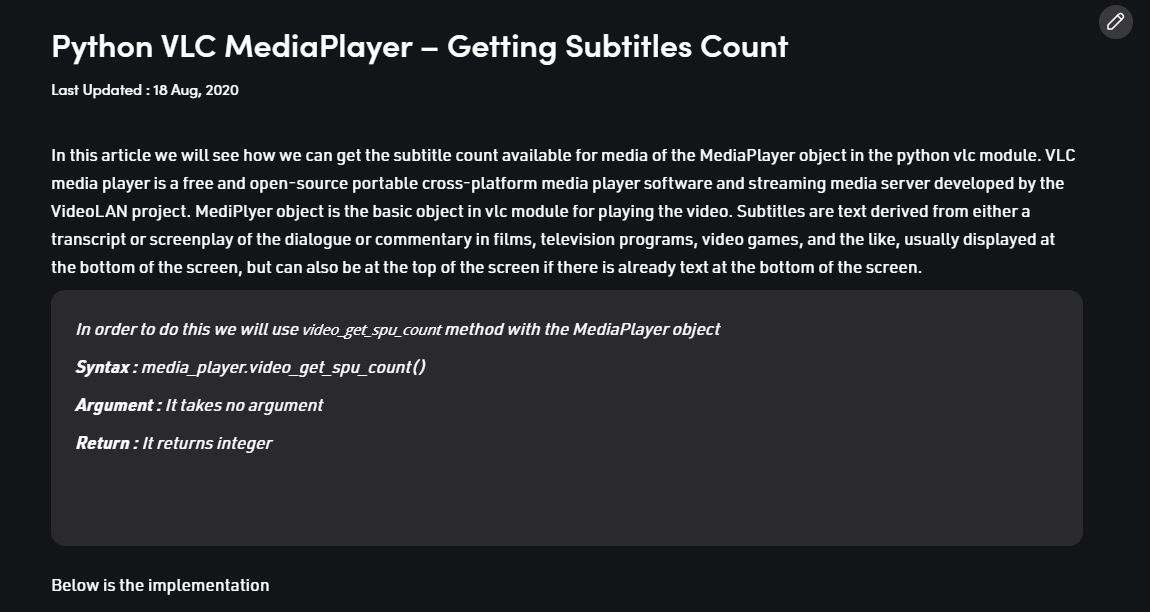 Python VLC MediaPlayer – Getting Subtitles Count
Last Updated : 18 Aug, 2020
In this article we will see how we can get the subtitle count available for media of the MediaPlayer object in the python vlc module. VLC
media player is a free and open-source portable cross-platform media player software and streaming media server developed by the
VideoLAN project. MediPlyer object is the basic object in vlc module for playing the video. Subtitles are text derived from either a
transcript or screenplay of the dialogue or commentary in films, television programs, video games, and the like, usually displayed at
the bottom of the screen, but can also be at the top of the screen if there is already text at the bottom of the screen.
In order to do this we will use video_get_spu_count method with the MediaPlayer object
Syntax : media_player.video_get_spu_count()
Argument : It takes no argument
Return : It returns integer
Below is the implementation